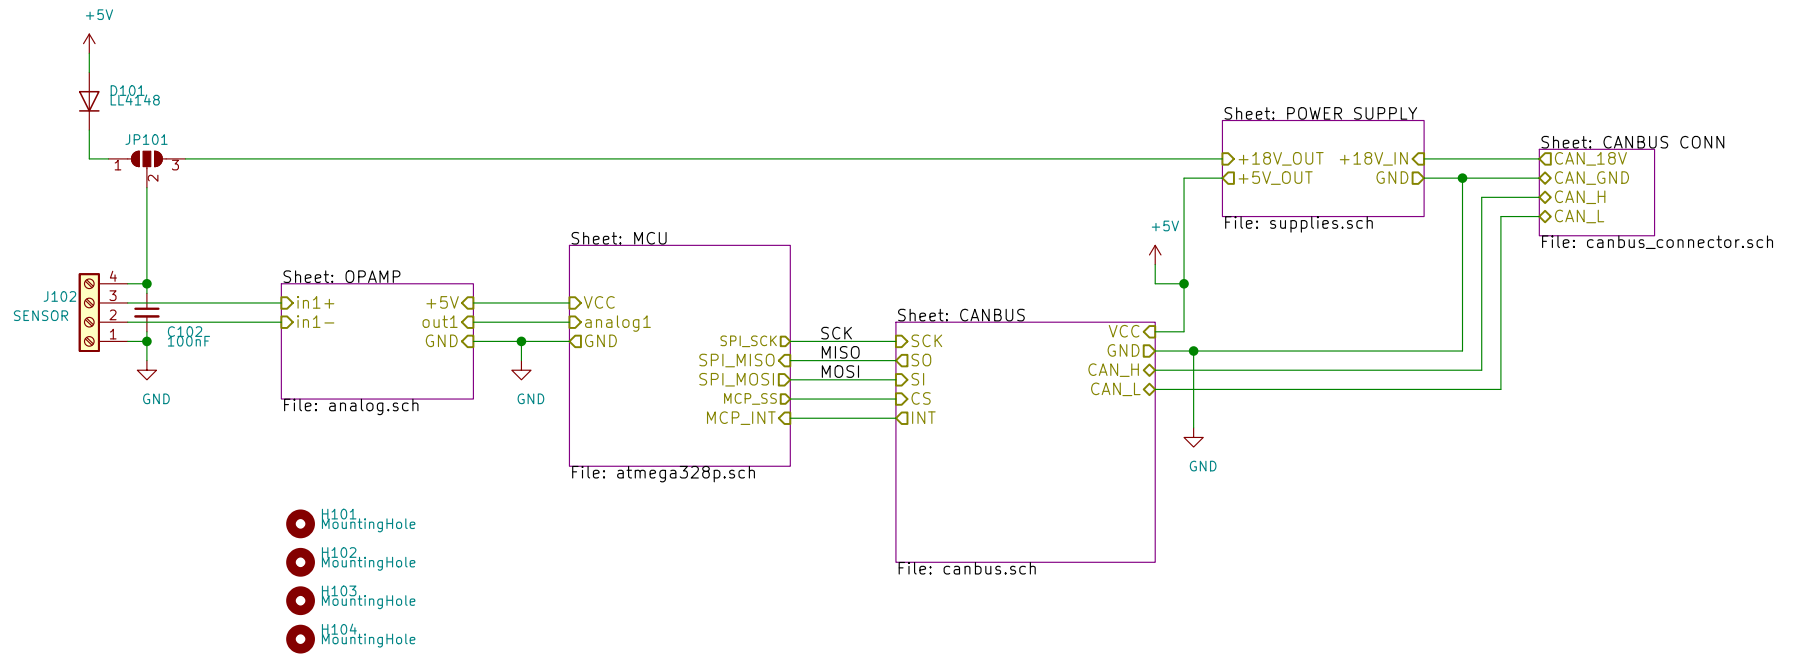 +5V
D101
LL4148
JP101
1
3
2
Sheet: POWER SUPPLY
+18V_OUT
+18V_IN
+5V_OUT
GND
File: supplies.sch
Sheet: CANBUS CONN
CAN_18V
CAN_GND
CAN_H
CAN_L
File: canbus_connector.sch
+5V
J102
SENSOR
4
3
2
1
C102
100nF
GND
Sheet: OPAMP
in1+
in1-
+5V
out1
GND
File: analog.sch
GND
Sheet: MCU
VCC
analog1
GND
SPI_SCK
SPI_MISO
SPI_MOSI
MCP_SS
MCP_INT
File: atmega328p.sch
SCK
MISO
MOSI
Sheet: CANBUS
SCK
SO
SI
CS
INT
VCC
GND
CAN_H
CAN_L
File: canbus.sch
GND
H101
MountingHole
H102
MountingHole
H103
MountingHole
H104
MountingHole